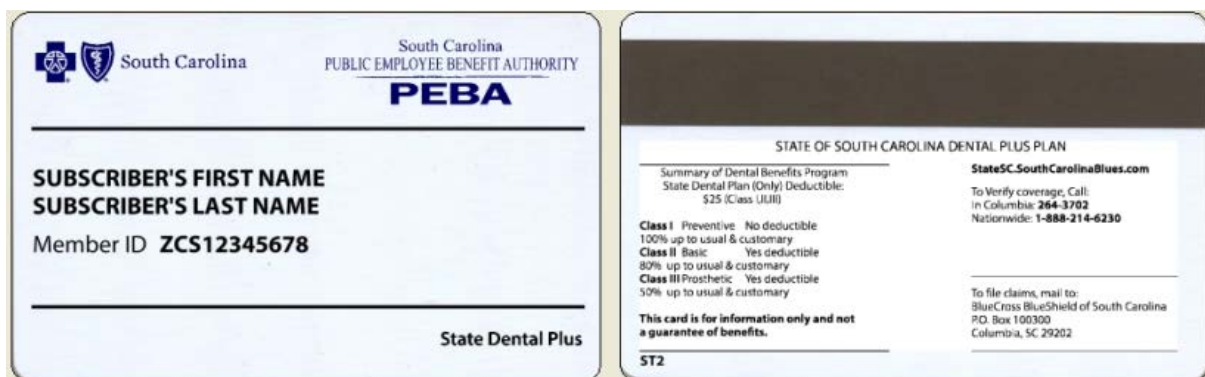 South Carolina
South Carolina
PUBLIC EMPLOYEE BENEFIT AUTHORITY
PEBA
SUBSCRIBER'S FIRST NAME
SUBSCRIBER'S LAST NAME
Member ID ZCS12345678
State Dental Plus
STATE OF SOUTH CAROLINA DENTAL PLUS PLAN
Summary of Dental Benefits Program
State Dental Plan (Only) Deductible:
$25 (Class I,II,III)
Class I Preventive No deductible
100% up to usual & customary
Class II Basic Yes deductible
80% up to usual & customary
Class III Prosthetic Yes deductible
50% up to usual & customary
This card is for information only and not
a guarantee of benefits.
ST2
StateSC.SouthCarolinaBlues.com
To Verify coverage, Call:
In Columbia: 264-3702
Nationwide: 1-888-214-6230
To file claims, mail to:
BlueCross BlueShield of South Carolina
P.O. Box 100300
Columbia, SC 29202